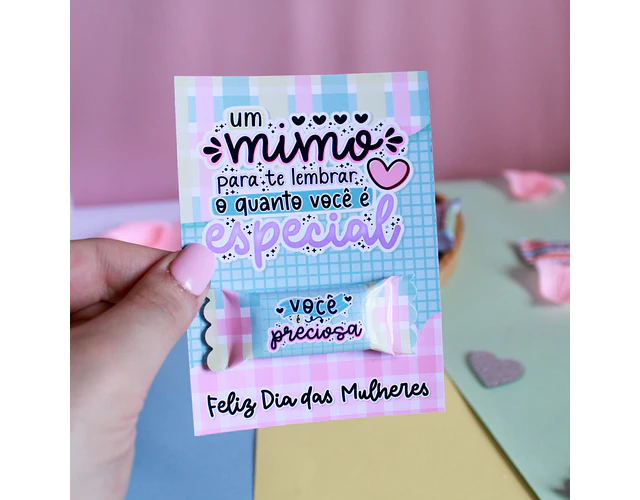 um
mimo
para te lembrar
o quanto você é
especial
você
é
preciosa
Feliz Dia das Mulheres